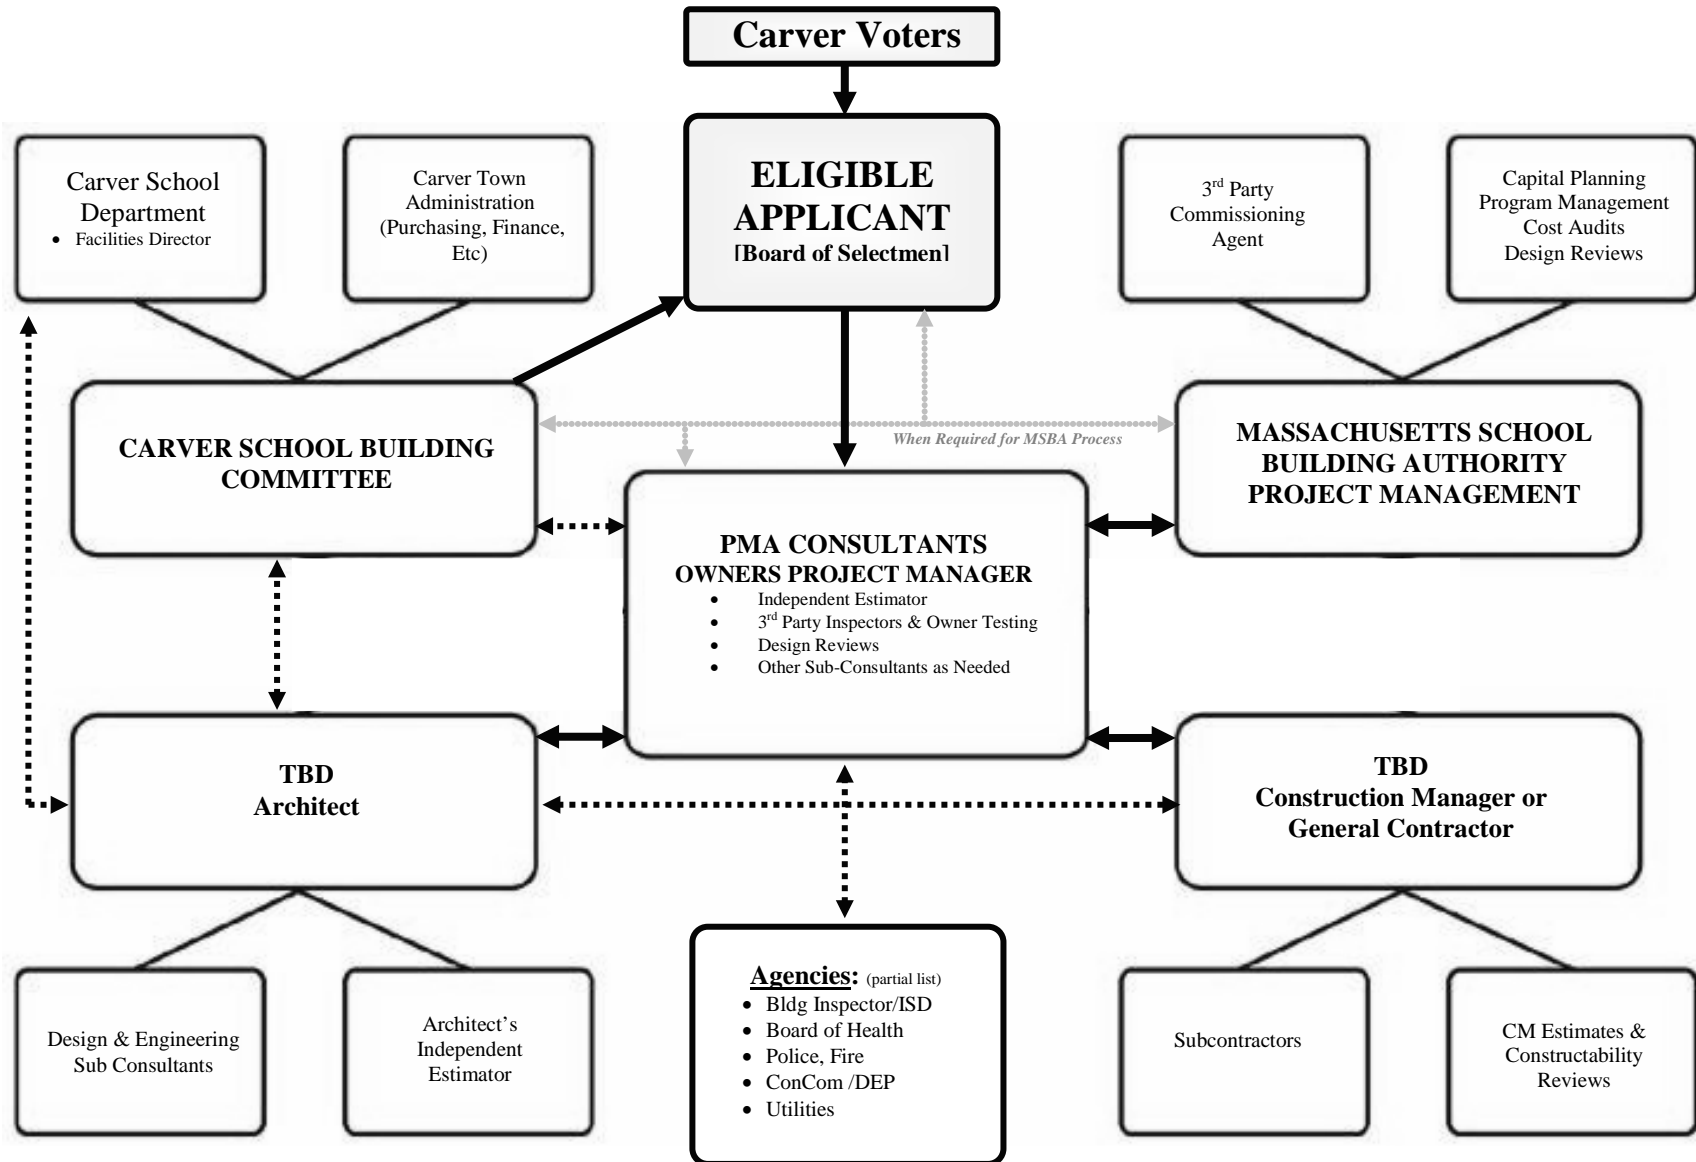 Carver Voters
ELIGIBLE
APPLICANT
[Board of Selectmen]
Carver School
Department
• Facilities Director
Carver Town
Administration
(Purchasing, Finance,
Etc)
3rd Party
Commissioning
Agent
Capital Planning
Program Management
Cost Audits
Design Reviews
CARVER SCHOOL BUILDING
COMMITTEE
When Required for MSBA Process
MASSACHUSETTS SCHOOL
BUILDING AUTHORITY
PROJECT MANAGEMENT
PMA CONSULTANTS
OWNERS PROJECT MANAGER
• Independent Estimator
• 3rd Party Inspectors & Owner Testing
• Design Reviews
• Other Sub-Consultants as Needed
TBD
Architect
TBD
Construction Manager or
General Contractor
Design & Engineering
Sub Consultants
Architect’s
Independent
Estimator
Agencies: (partial list)
• Bldg Inspector/ISD
• Board of Health
• Police, Fire
• ConCom /DEP
• Utilities
Subcontractors
CM Estimates &
Constructability
Reviews